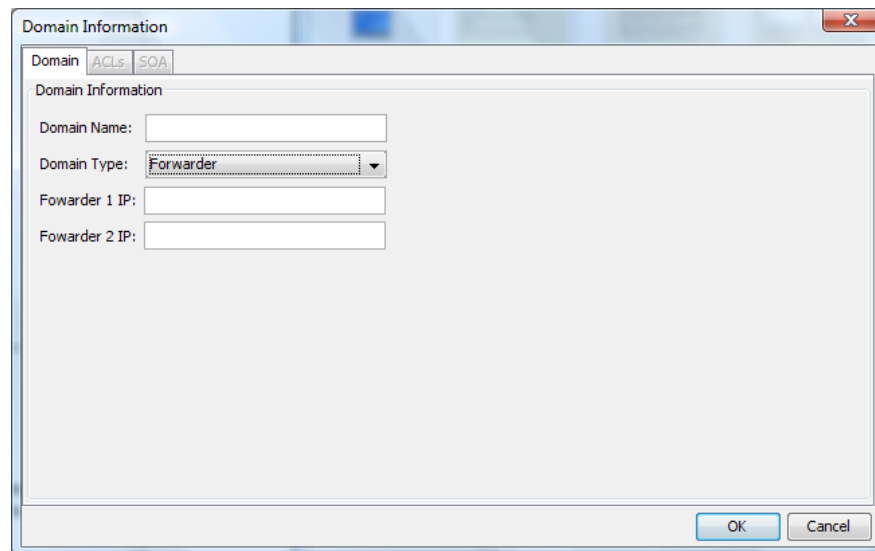 Domain Information
Domain ACLs SOA
Domain Information
Domain Name:
Domain Type: Forwarder
Fowarder 1 IP:
Fowarder 2 IP:
OK Cancel